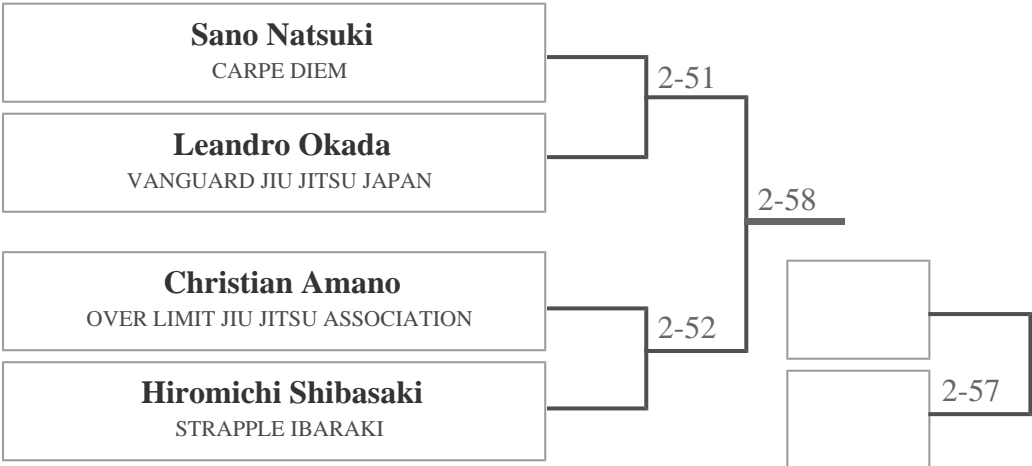 Sano Natsuki
CARPE DIEM
2-51
Leandro Okada
VANGUARD JIU JITSU JAPAN
2-58
Christian Amano
OVER LIMIT JIU JITSU ASSOCIATION
2-52
Hiromichi Shibasaki
STRAPPLE IBARAKI
2-57